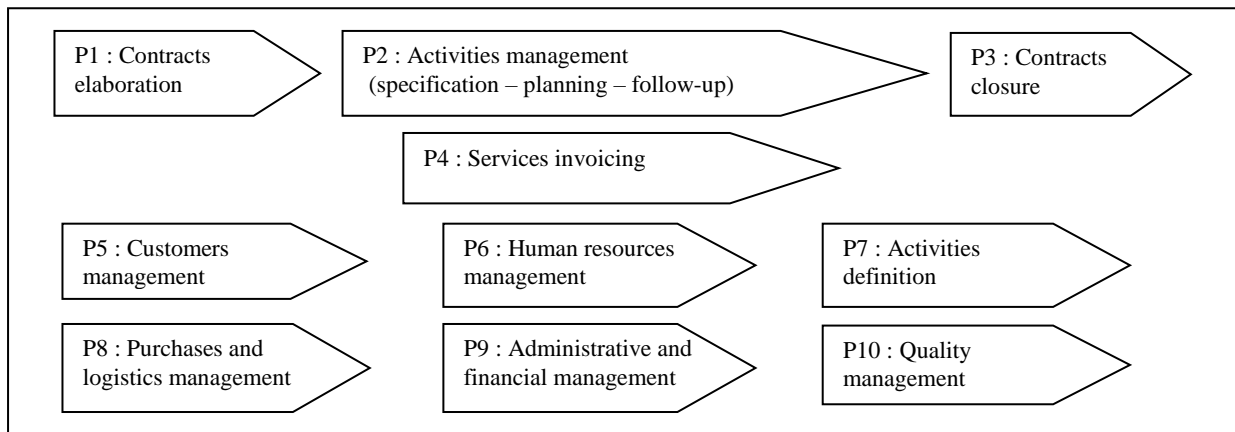 P1 : Contracts
elaboration
P2 : Activities management
(specification – planning – follow-up)
P3 : Contracts
closure
P4 : Services invoicing
P5 : Customers
management
P6 : Human resources
management
P7 : Activities
definition
P8 : Purchases and
logistics management
P9 : Administrative and
financial management
P10 : Quality
management